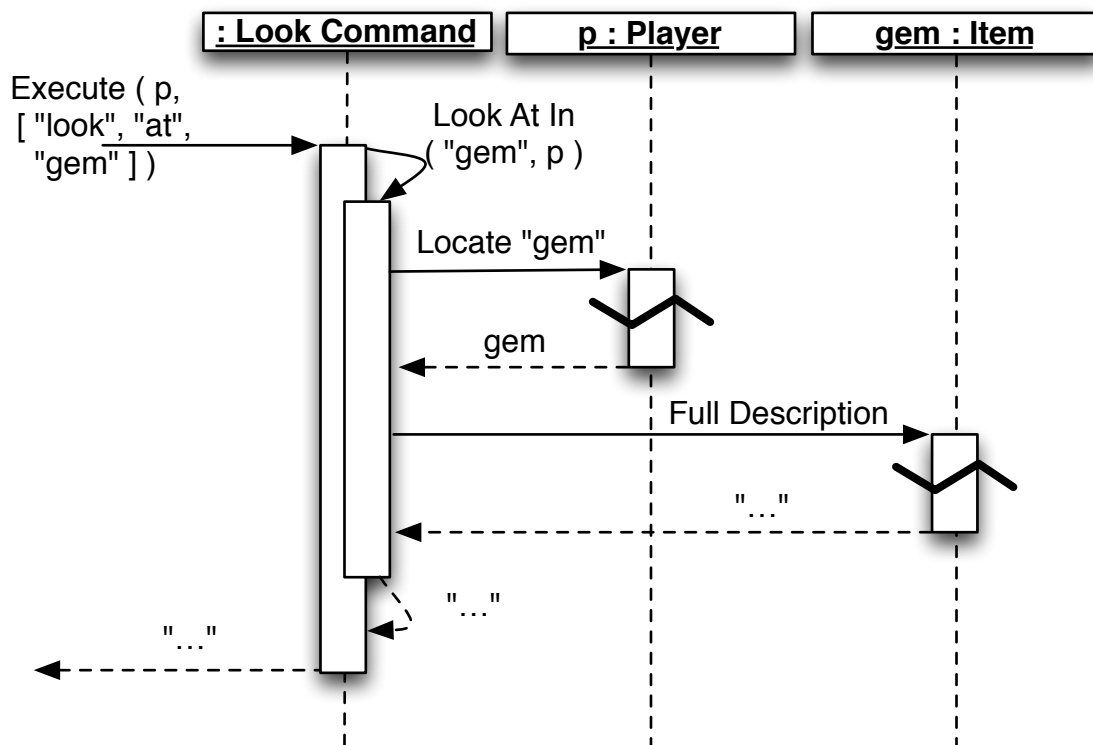 : Look Command
p : Player
gem : Item
Execute ( p,
[ "look", "at",
"gem" ] )
Look At In
( "gem", p )
Locate "gem"
gem
Full Description
"..."
"..."
"..."